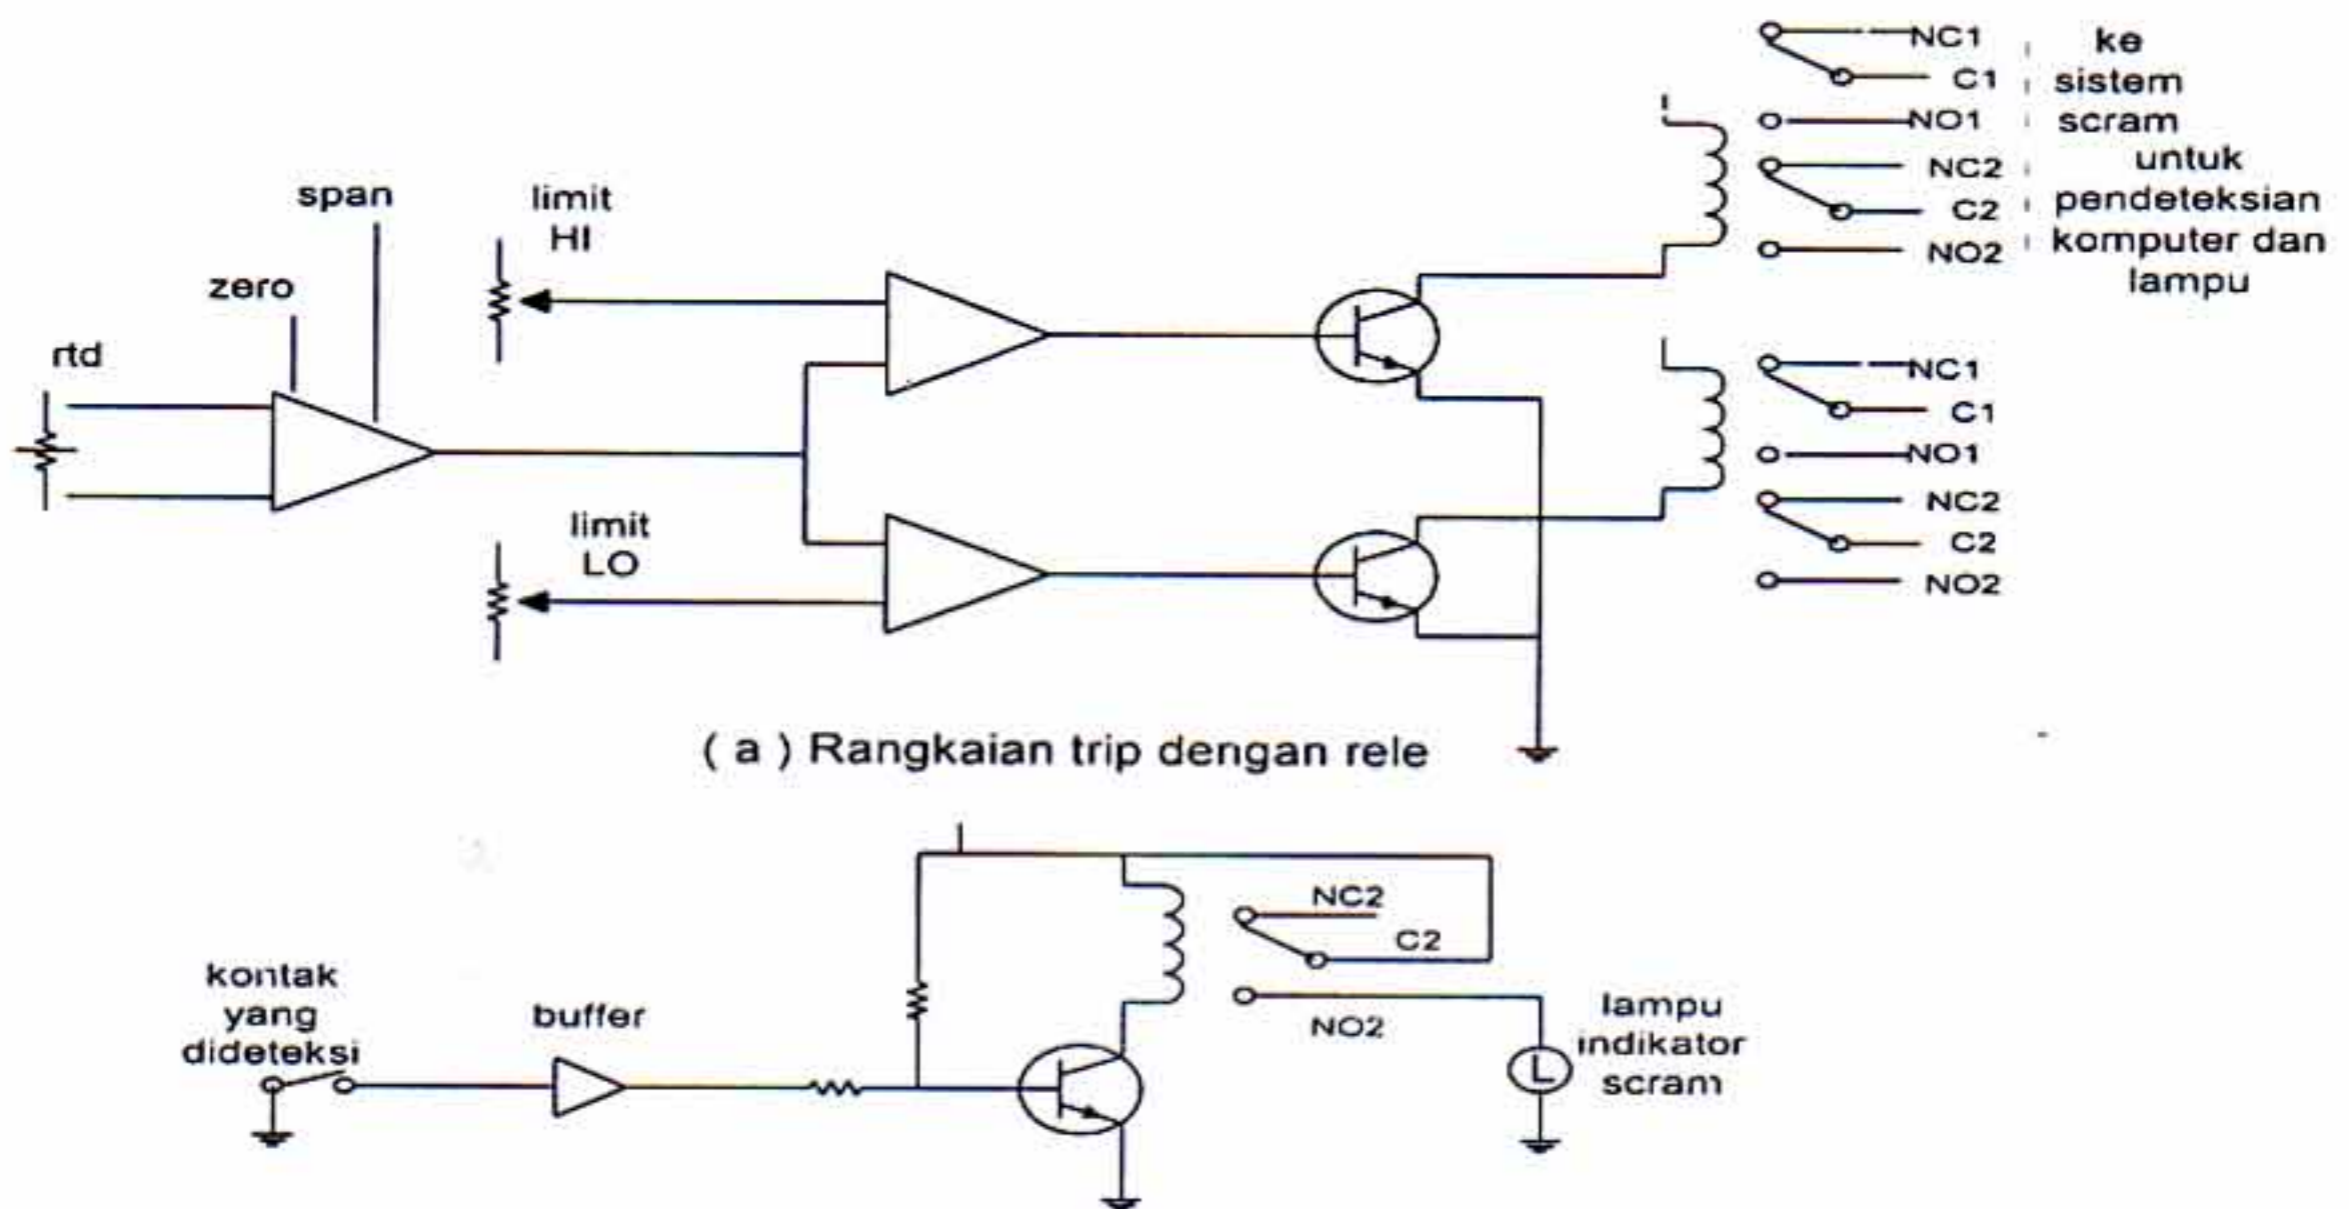 NC1
C1
NO1
NC2
C2
NO2
ke
sistem
scram
untuk
pendeteksian
komputer dan
lampu
span
zero
rtd
limit
HI
limit
LO
NC1
C1
NO1
NC2
C2
NO2
( a ) Rangkaian trip dengan rele
kontak
yang
dideteksi
buffer
NC2
C2
NO2
lampu
indikator
scram
L